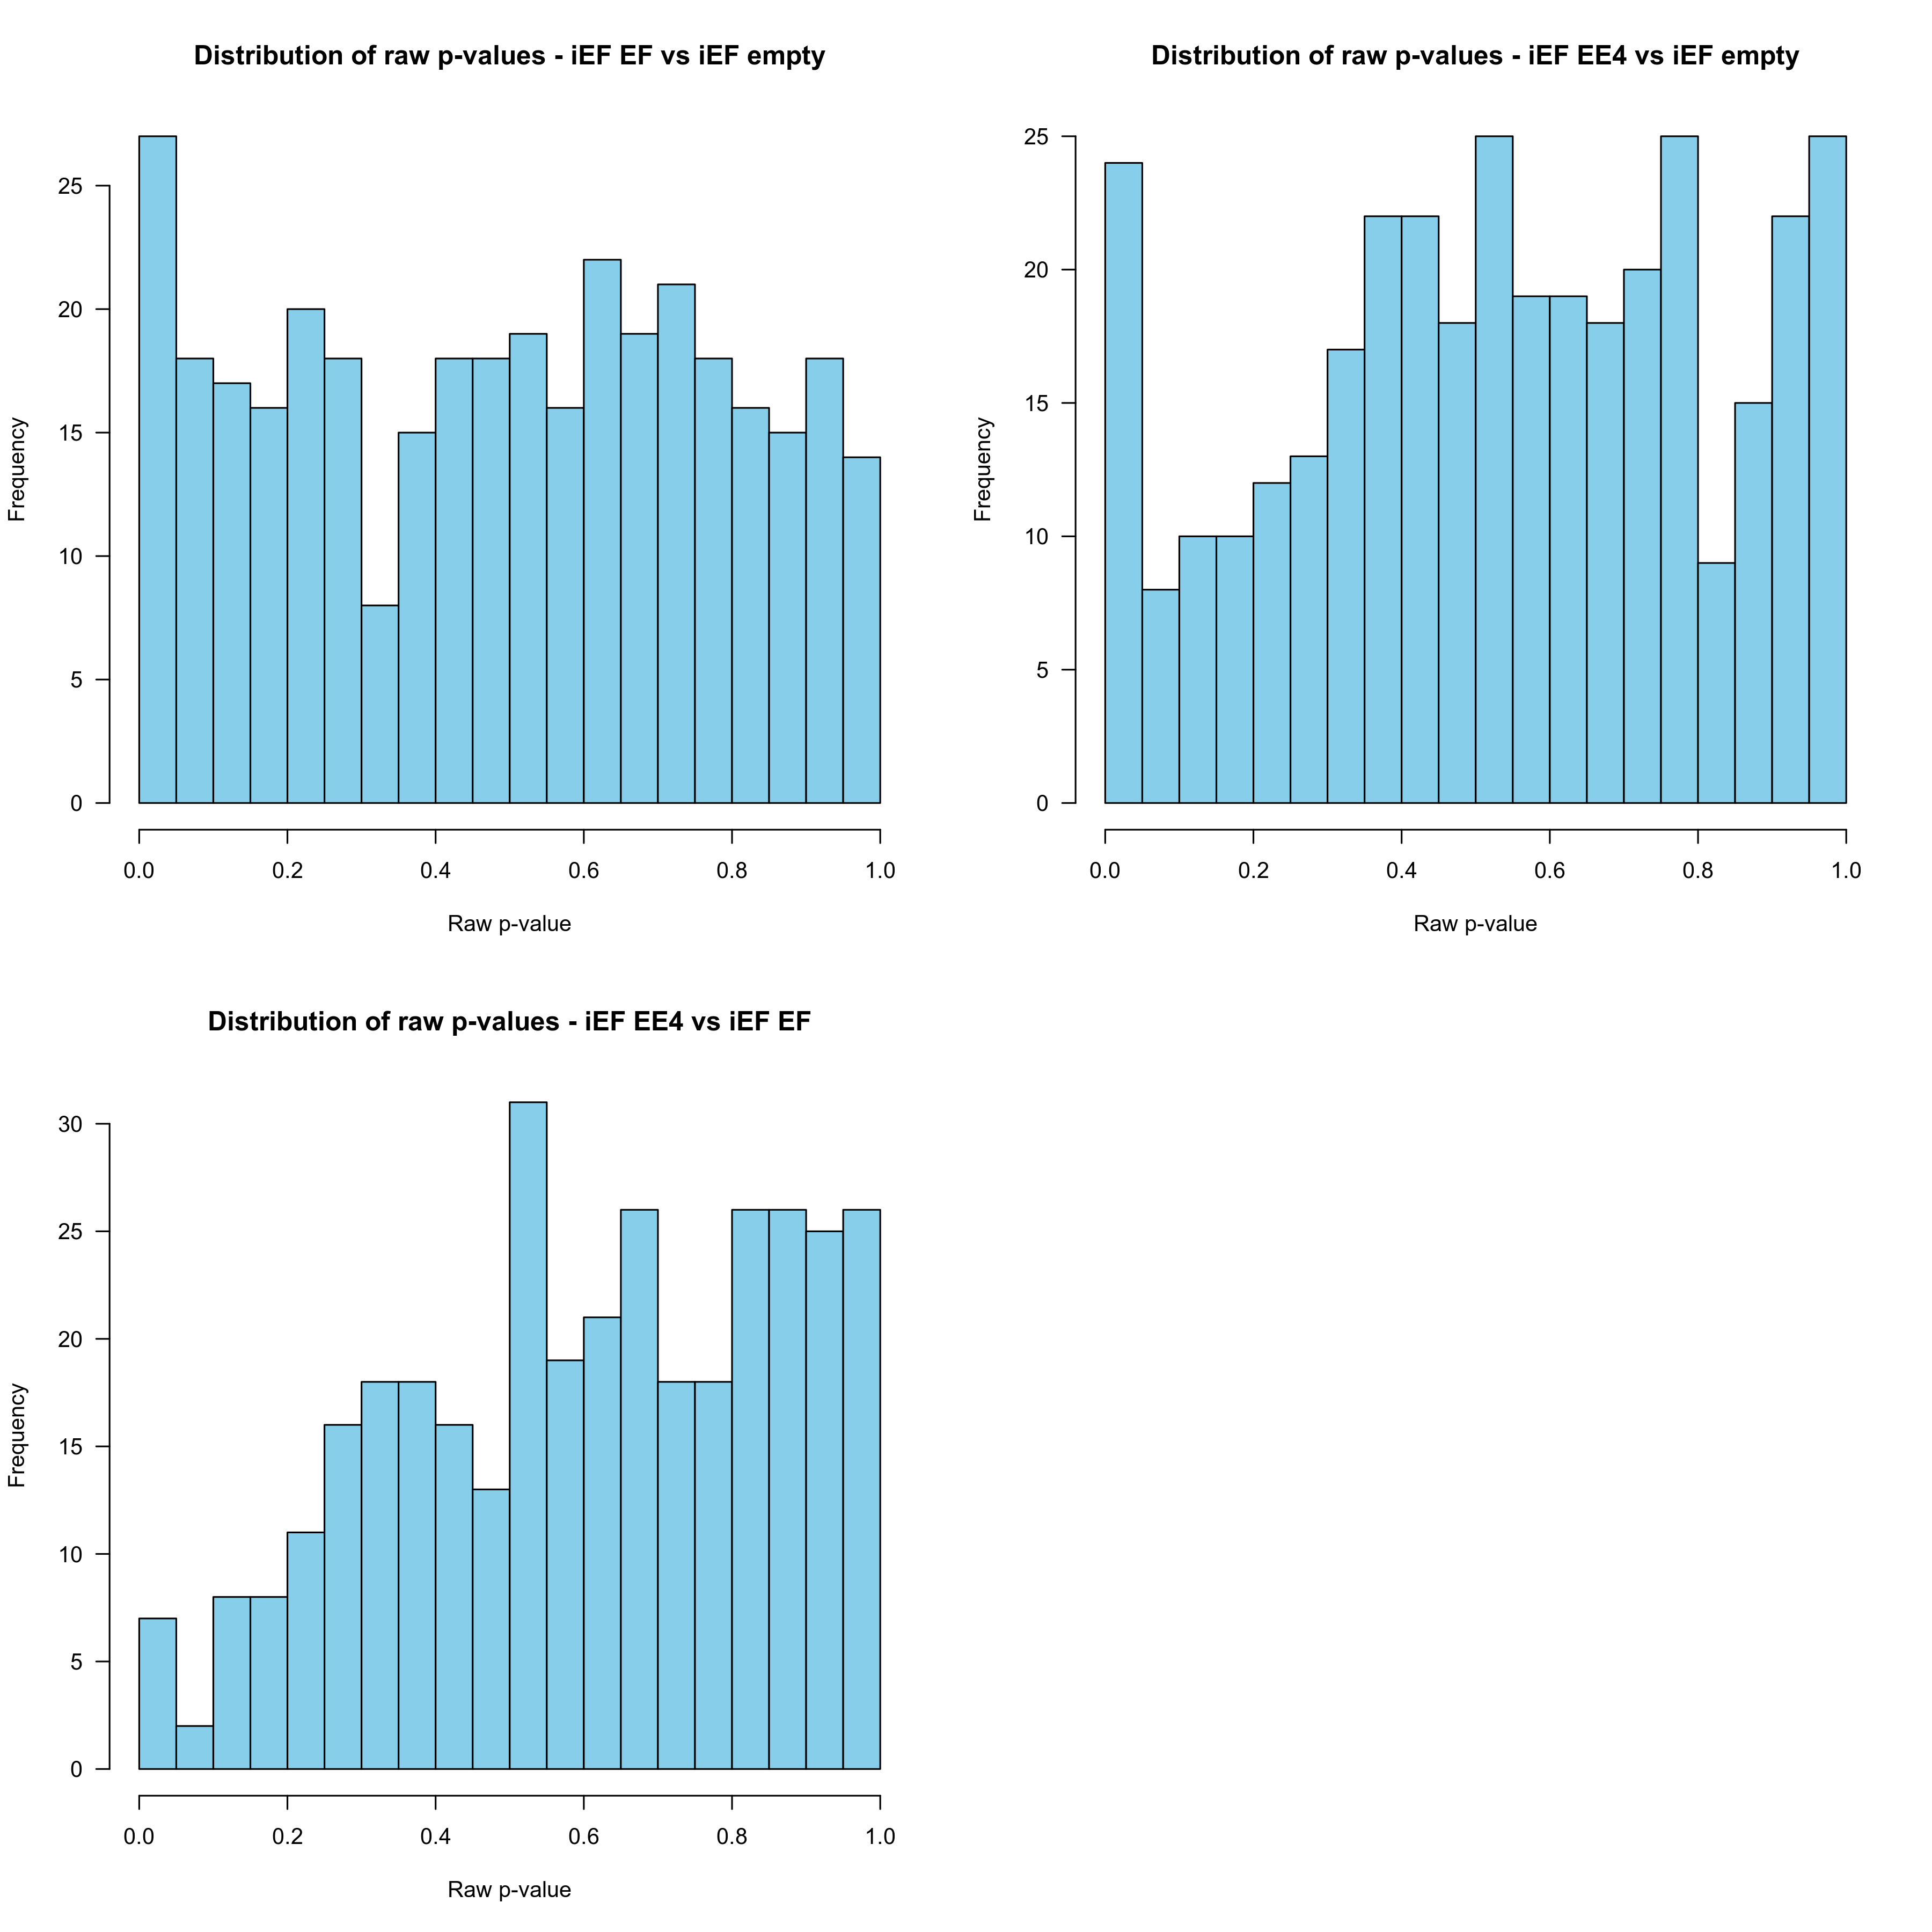 Distribution of raw p-values - iEF EF vs iEF empty
Frequency
25
20
15
10
5
0
0.0 0.2 0.4 0.6 0.8 1.0
Raw p-value
Distribution of raw p-values - iEF EE4 vs iEF empty
Frequency
25
20
15
10
5
0
0.0 0.2 0.4 0.6 0.8 1.0
Raw p-value
Distribution of raw p-values - iEF EE4 vs iEF EF
Frequency
30
25
20
15
10
5
0
0.0 0.2 0.4 0.6 0.8 1.0
Raw p-value